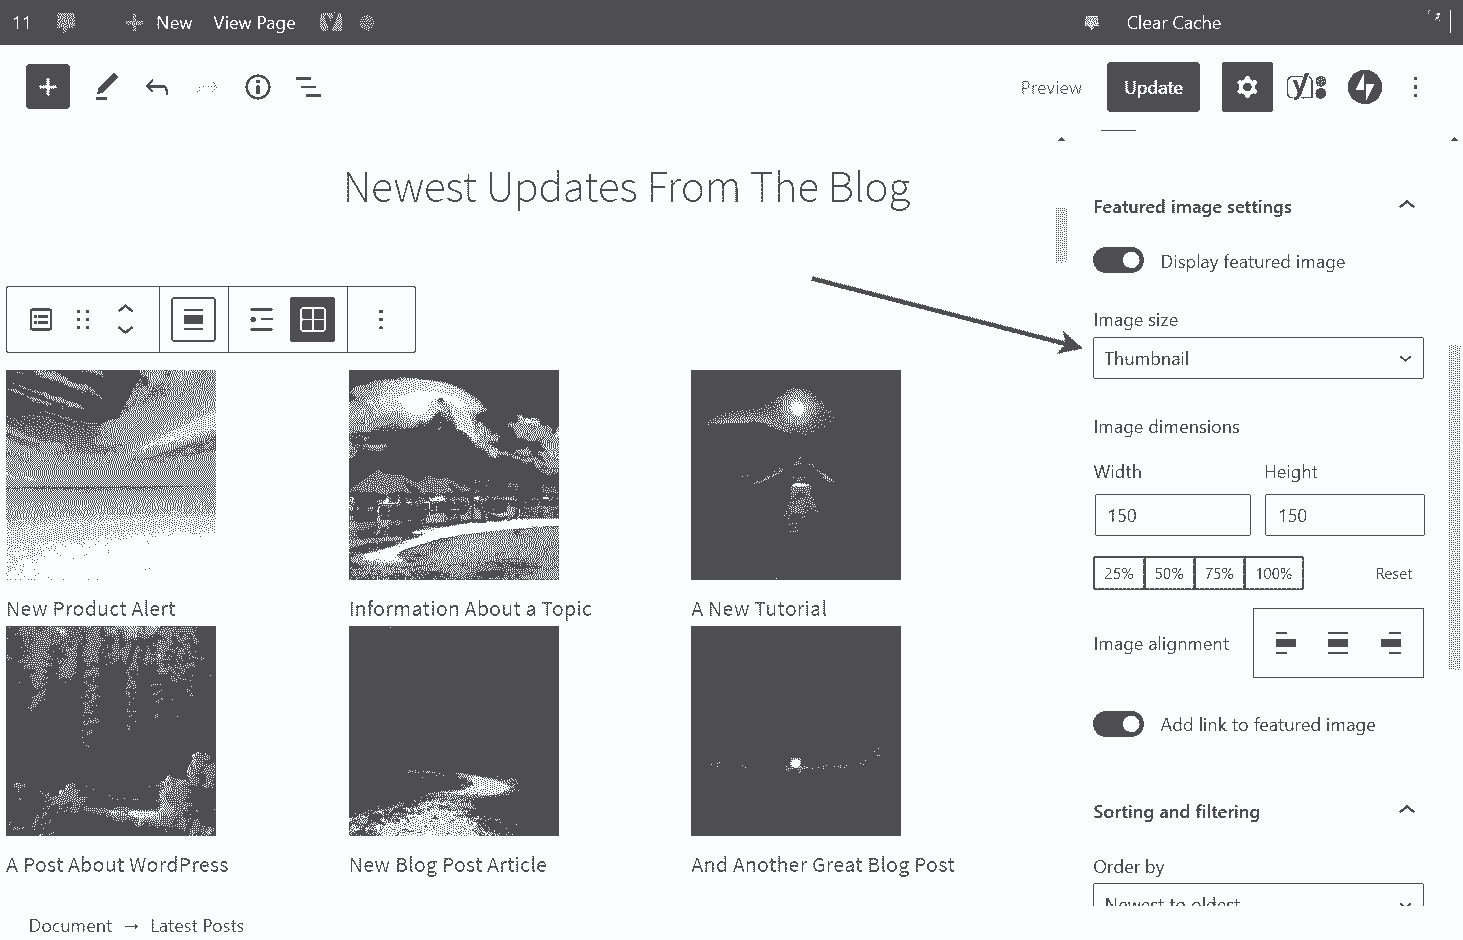 11 New View Page Clear Cache
Preview Update
Newest Updates From The Blog
Featured image settings
Display featured image
Image size
Thumbnail
Image dimensions
Width Height
150 150
25% 50% 75% 100% Reset
Image alignment
Add link to featured image
Sorting and filtering
Order by
Newest to oldest
New Product Alert Information About a Topic A New Tutorial
A Post About WordPress New Blog Post Article And Another Great Blog Post
Document → Latest Posts